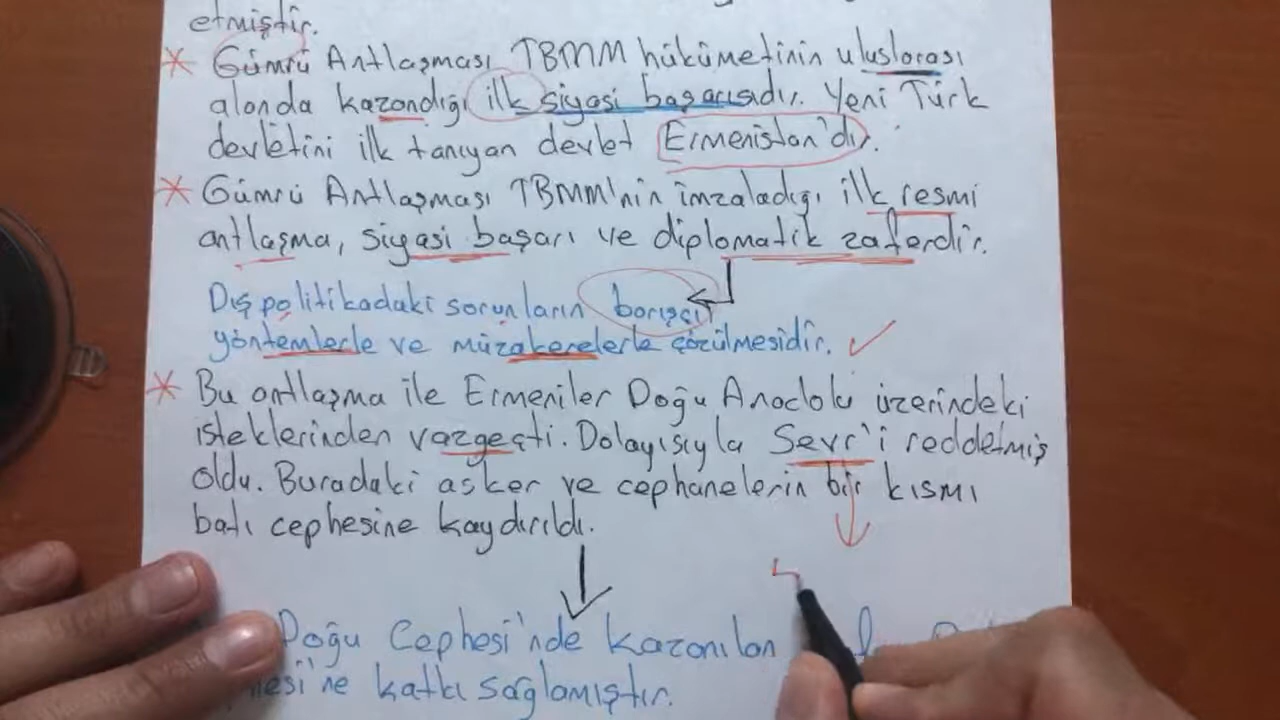 etmiştir.
* Gümrü Antlaşması TBMM hükümetinin uluslarası
alanda kazandığı ilk siyasi başarısıdır. Yeni Türk
devletini ilk tanıyan devlet Ermenistan'dır.
* Gümrü Antlaşması TBMM'nin imzaladığı ilk resmi
antlaşma, siyasi başarı ve diplomatik zaferdir.
Dış politikadaki sorunların barışçı
yöntemlerle ve müzakerelerle çözülmesidir.
* Bu antlaşma ile Ermeniler Doğu Anadolu üzerindeki
isteklerinden vazgeçti. Dolayısıyla Sevr'i reddetmiş
oldu. Buradaki asker ve cephanelerin bir kısmı
batı cephesine kaydırıldı.
Doğu Cephesi'nde kazanılan
katkı sağlamıştır.